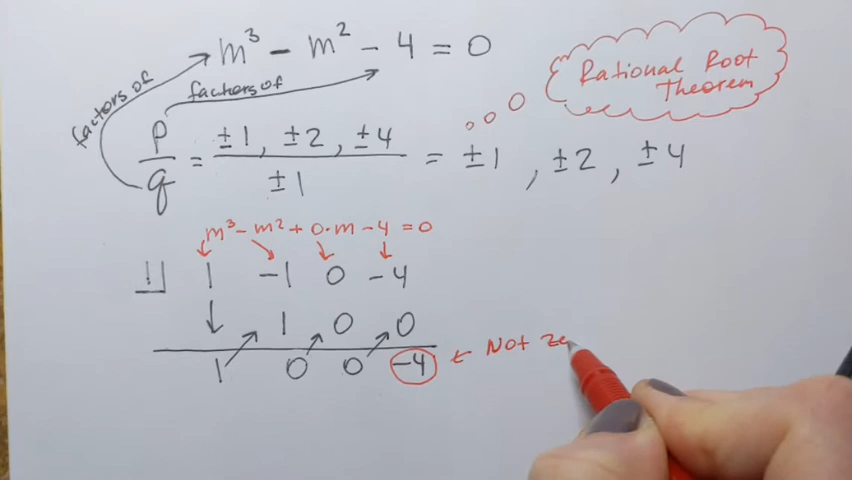 m³ - m² - 4 = 0
Rational Root
Theorem
factors of
factors of
p/q = ±1, ±2, ±4 / ±1 = ±1, ±2, ±4
m³ - m² + 0·m - 4 = 0
1 1 -1 0 -4
1 0 0
1 0 0 -4 ← Not ze